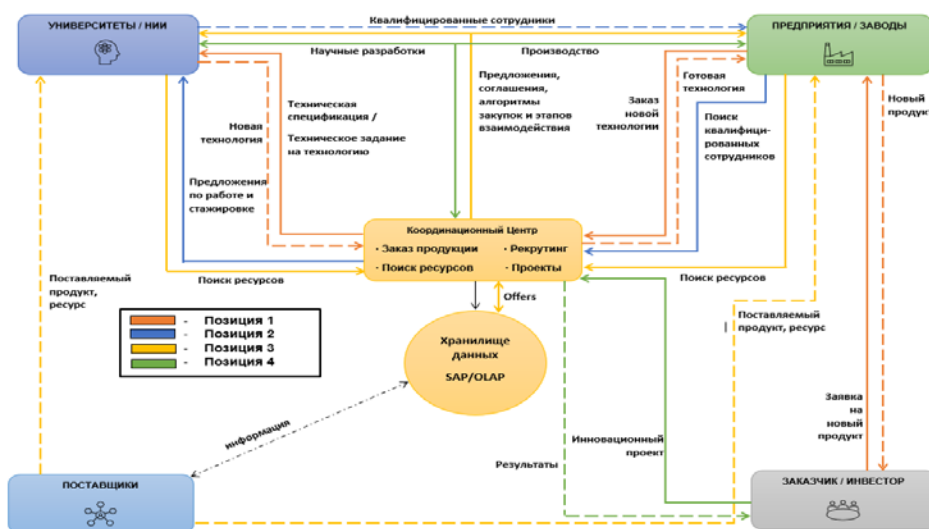 УНИВЕРСИТЕТЫ / НИИ
Квалифицированные сотрудники
ПРЕДПРИЯТИЯ / ЗАВОДЫ
Научные разработки
Производство
Новая
технология
Техническая
спецификация /
Техническое задание
на технологию
Предложения,
соглашения,
алгоритмы
закупок и этапов
взаимодействия
Заказ
новой
технологии
Готовая
технология
Поиск
квалифици-
рованных
сотрудников
Новый
продукт
Предложения
по работе и
стажировке
Координационный Центр
- Заказ продукции
- Рекрутинг
- Поиск ресурсов
- Проекты
Поставляемый
продукт,
ресурс
Поиск ресурсов
Offers
Поиск ресурсов
Поставляемый
продукт, ресурс
- Позиция 1
- Позиция 2
- Позиция 3
- Позиция 4
Хранилище
данных
SAP/OLAP
Заявка
на
новый
продукт
информация
Инновационный
проект
Результаты
ПОСТАВЩИКИ
ЗАКАЗЧИК / ИНВЕСТОР